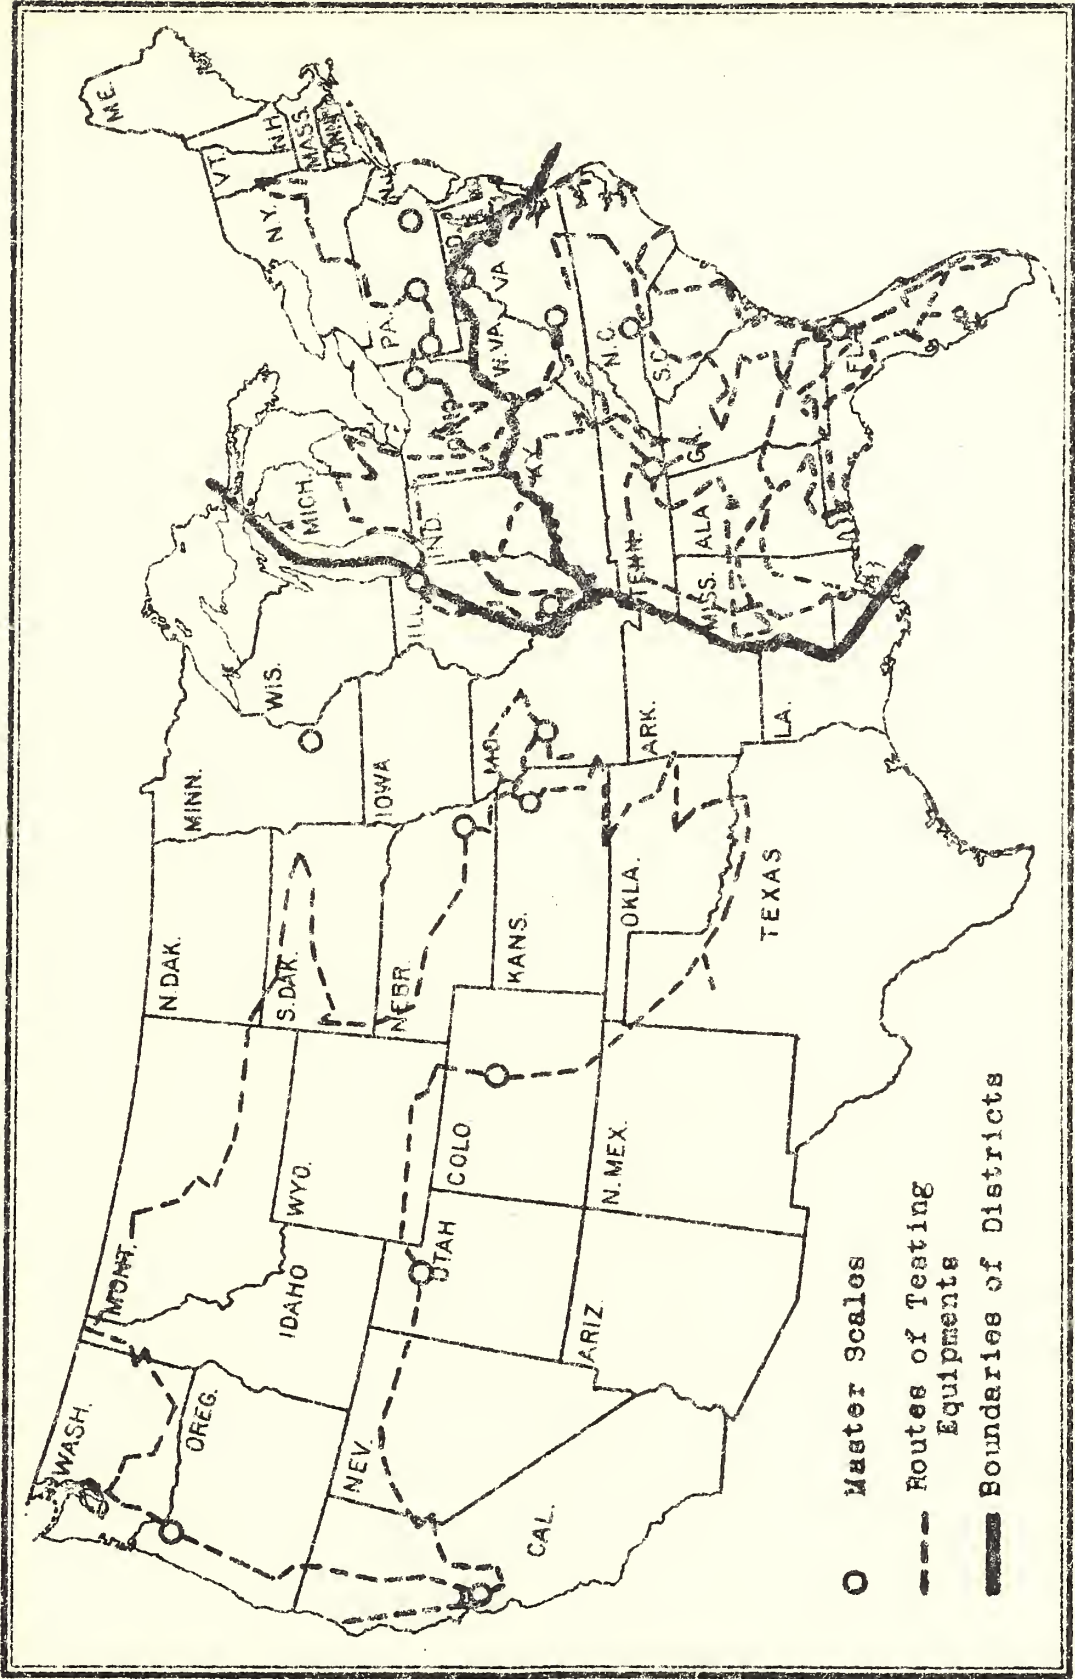 WASH.
MONT.
N.DAK.
MINN.
WIS.
MICH.
N.Y.
VT.
N.H.
ME.
MASS.
CONN.
N.J.
PA.
OREG.
IDAHO
WYO.
S.DAK.
NEBR.
IOWA
ILL.
IND.
OHIO
W.VA.
VA.
NEV.
UTAH
COLO
KANS.
MO.
KY.
CAL.
ARIZ.
N.MEX.
OKLA.
ARK.
TENN.
N.C.
S.C.
TEXAS
LA.
MISS.
ALA
GA.
FLA.
Master Scales
Routes of Testing
Equipments
Boundaries of Districts